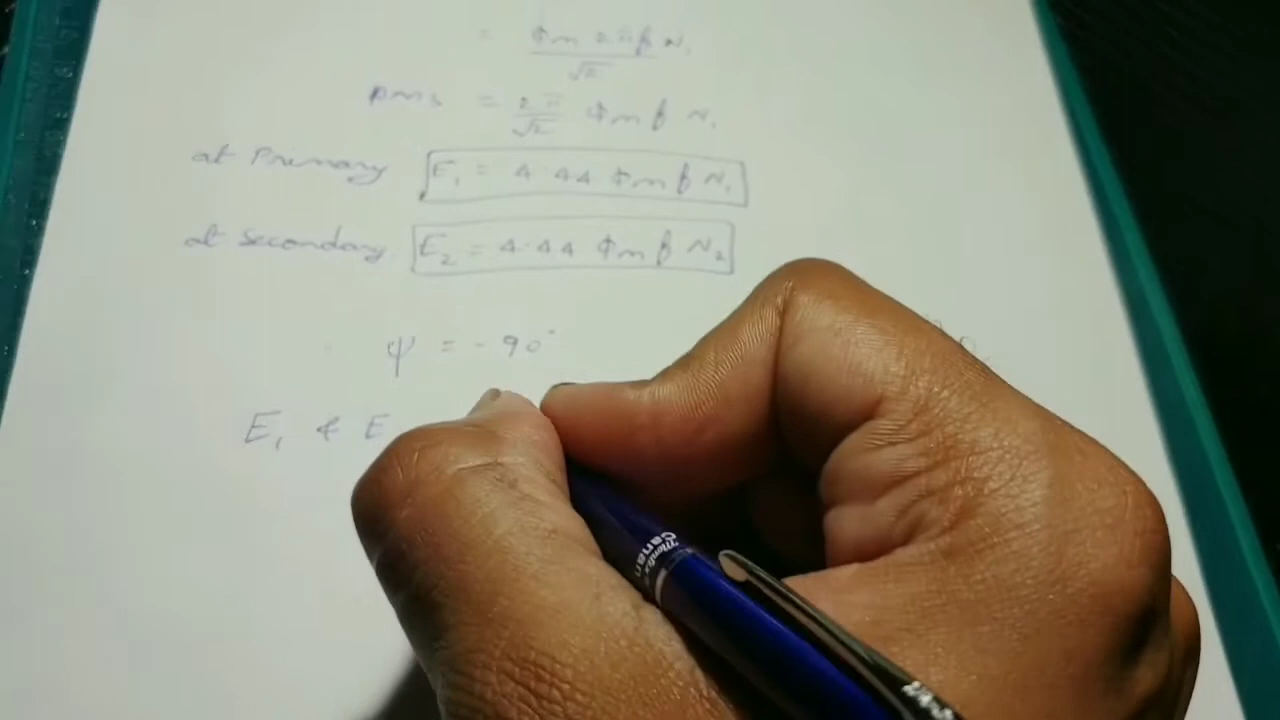 = Φm 2πf N₁ / √2
rms = 2π/√2 Φm f N₁
at Primary E₁ = 4.44 Φm f N₁
at Secondary E₂ = 4.44 Φm f N₂
ψ = -90°
E₁ & E